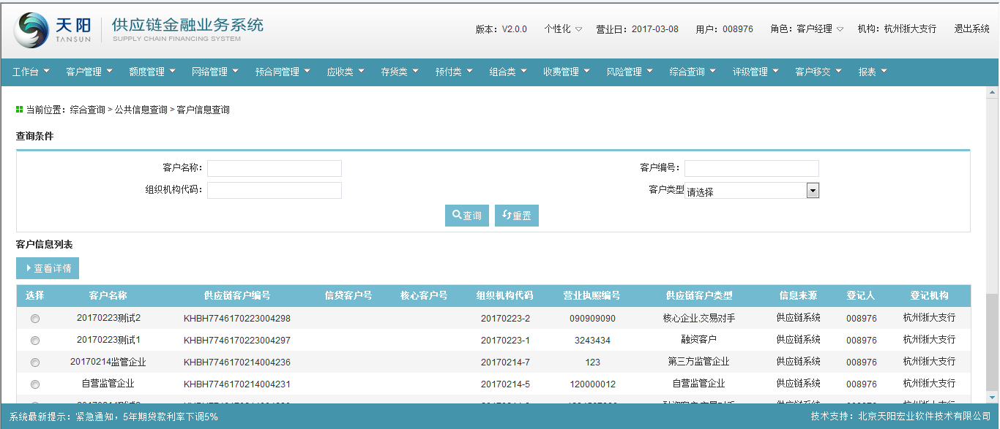 天阳 TANSUN 供应链金融业务系统 SUPPLY CHAIN FINANCING SYSTEM
版本：V2.0.0 个性化 营业日：2017-03-08 用户：008976 角色：客户经理 机构：杭州浙大支行 退出系统
工作台 客户管理 额度管理 网络管理 预合同管理 应收类 存货类 预付类 组合类 收费管理 风险管理 综合查询 评级管理 客户移交 报表
当前位置：综合查询 > 公共信息查询 > 客户信息查询
查询条件
客户名称： 客户编号：
组织机构代码： 客户类型 请选择
查询 重置
客户信息列表
查看详情
选择 客户名称 供应链客户编号 信贷客户号 核心客户号 组织机构代码 营业执照编号 供应链客户类型 信息来源 登记人 登记机构
20170223测试2 KHBH7746170223004298 20170223-2 090909090 核心企业,交易对手 供应链系统 008976 杭州浙大支行
20170223测试1 KHBH7746170223004297 20170223-1 3243434 融资客户 供应链系统 008976 杭州浙大支行
20170214监管企业 KHBH7746170214004236 20170214-7 123 第三方监管企业 供应链系统 008976 杭州浙大支行
自营监管企业 KHBH7746170214004231 20170214-5 120000012 自营监管企业 供应链系统 008976 杭州浙大支行
系统最新提示：紧急通知，5年期贷款利率下调5% 技术支持：北京天阳宏业软件技术有限公司